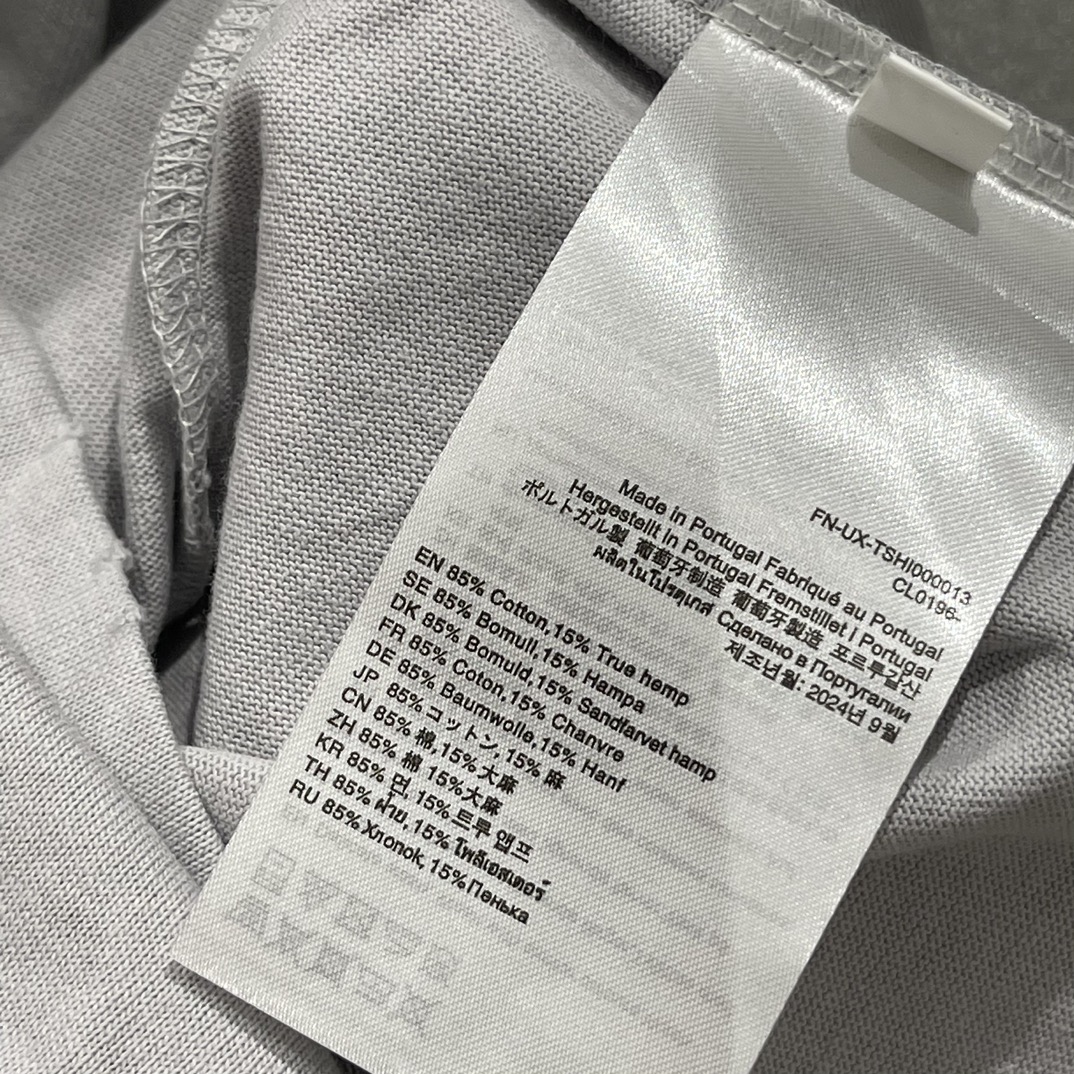 FN-UX-TSHI000013
CL0196-
Made in Portugal Fabriqué au Portugal
Hergestellt in Portugal Fremstillet I Portugal
ポルトガル製 葡萄牙制造 葡萄牙製造 포르투갈산
ผลิตในโปรตุเกส Сделано в Португалии
제조년월: 2024년 9월
EN 85% Cotton,15% True hemp
SE 85% Bomull,15% Hampa
DK 85% Bomuld,15% Sandfarvet hamp
FR 85% Coton,15% Chanvre
DE 85% Baumwolle,15% Hanf
JP 85%コットン,15% 麻
CN 85% 棉,15%大麻
ZH 85% 棉 15%大麻
KR 85% 면, 15%트루 햄프
TH 85% ฝ้าย,15% โพลีเอสเตอร์
RU 85%Хлопок, 15%Пенька